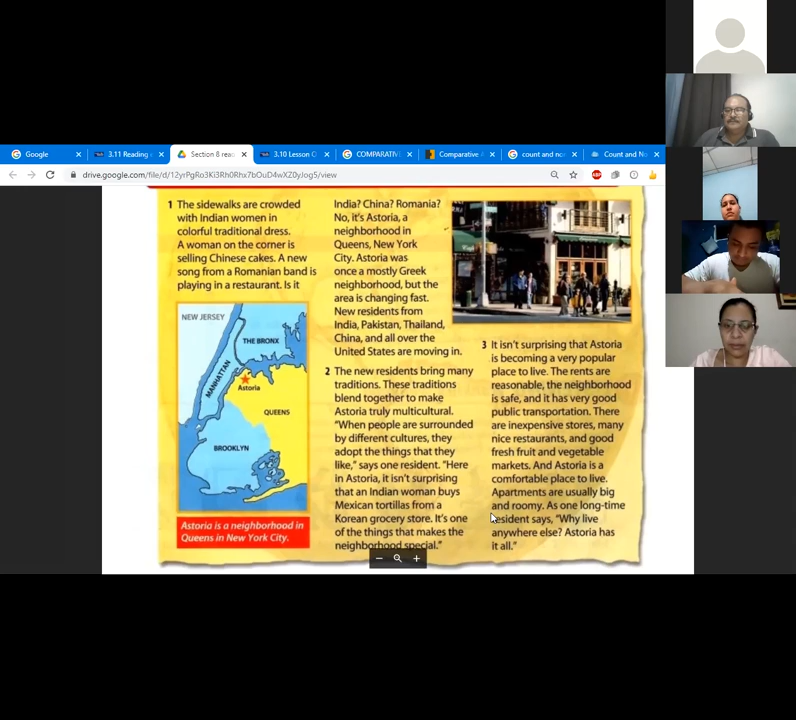 Google
3.11 Reading
Section 8 rea
3.10 Lesson
COMPARATIV
Comparative
count and no
Count and N
drive.google.com/file/d/12yrPgRo3Ki3Rh0Rhx7bOuD4wXZ0yJog5/view
ABP
1 The sidewalks are crowded
with Indian women in
colorful traditional dress.
A woman on the corner is
selling Chinese cakes. A new
song from a Romanian band is
playing in a restaurant. Is it
India? China? Romania?
No, it's Astoria, a
neighborhood in
Queens, New York
City. Astoria was
once a mostly Greek
neighborhood, but the
area is changing fast.
New residents from
India, Pakistan, Thailand,
China, and all over the
United States are moving in.
2 The new residents bring many
traditions. These traditions
blend together to make
Astoria truly multicultural.
"When people are surrounded
by different cultures, they
adopt the things that they
like," says one resident. "Here
in Astoria, it isn't surprising
that an Indian woman buys
Mexican tortillas from a
Korean grocery store. It's one
of the things that makes the
neighborhood special."
3 It isn't surprising that Astoria
is becoming a very popular
place to live. The rents are
reasonable, the neighborhood
is safe, and it has very good
public transportation. There
are inexpensive stores, many
nice restaurants, and good
fresh fruit and vegetable
markets. And Astoria is a
comfortable place to live.
Apartments are usually big
and roomy. As one long-time
resident says, "Why live
anywhere else? Astoria has
it all."
NEW JERSEY
THE BRONX
MANHATTAN
Astoria
QUEENS
BROOKLYN
Astoria is a neighborhood in
Queens in New York City.